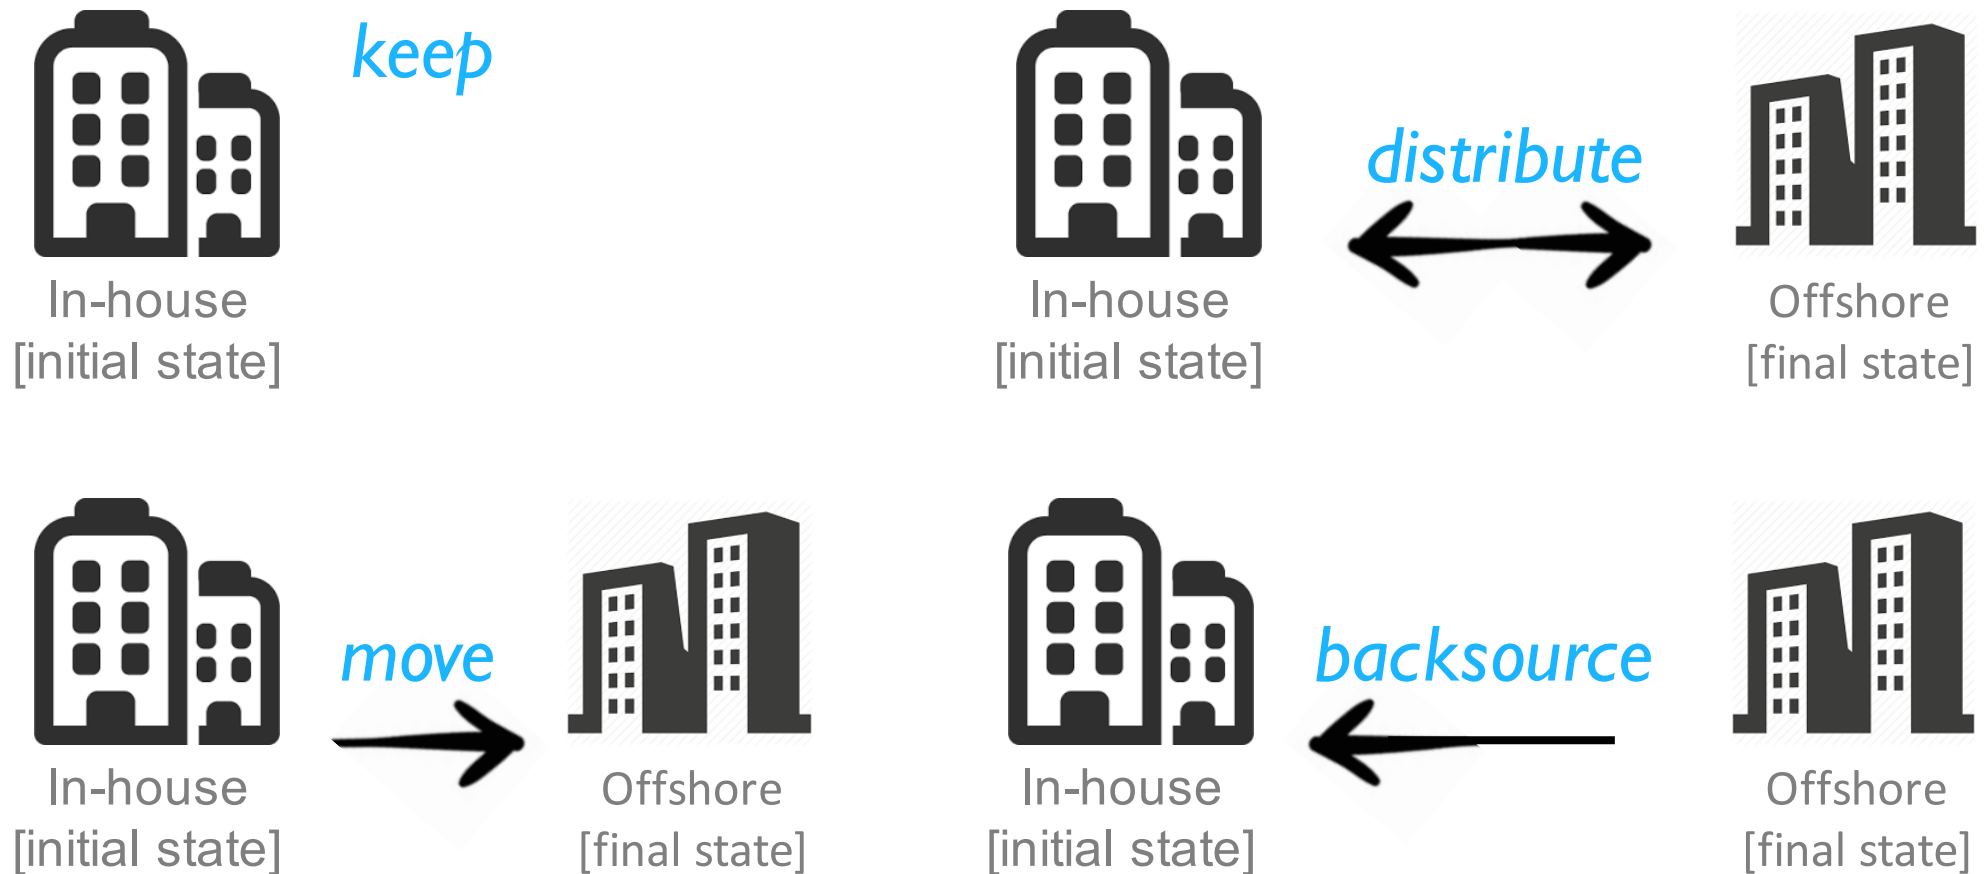 keep
In-house
[initial state]
distribute
In-house
[initial state]
Offshore
[final state]
move
In-house
[initial state]
Offshore
[final state]
backsource
In-house
[initial state]
Offshore
[final state]